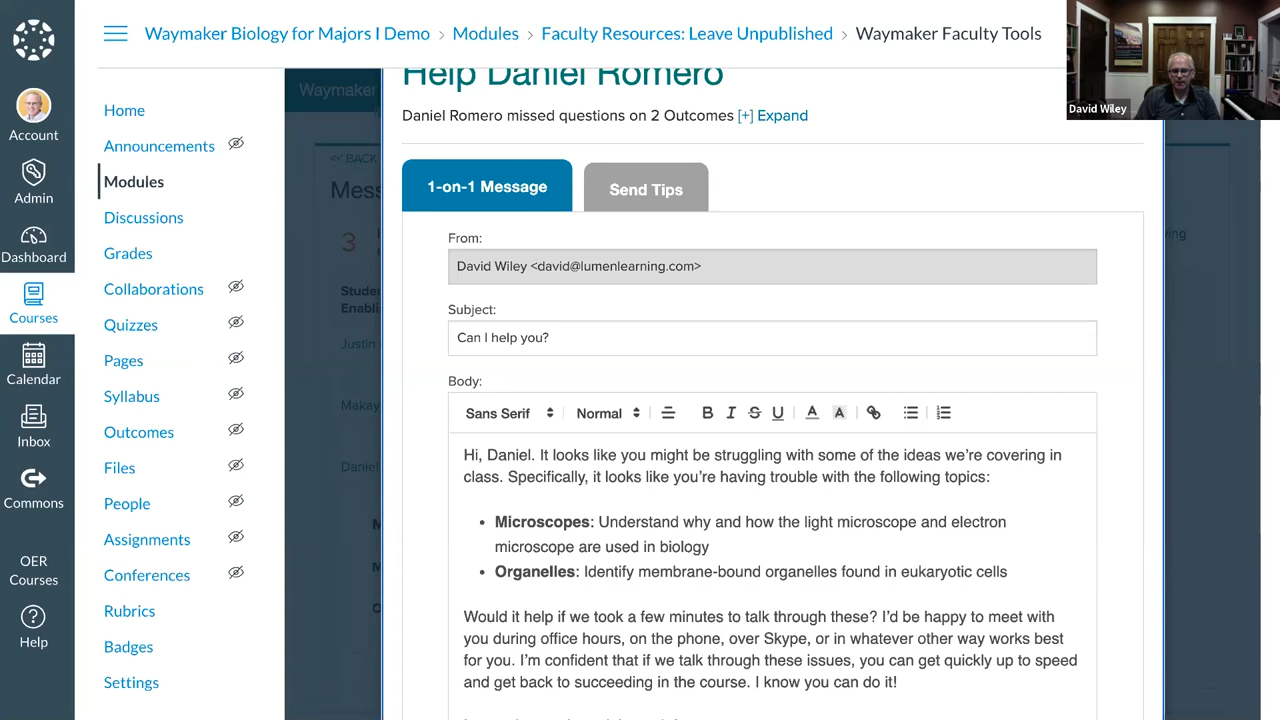 Waymaker Biology for Majors I Demo > Modules > Faculty Resources: Leave Unpublished > Waymaker Faculty Tools
David Wiley
Account
Admin
Dashboard
Courses
Calendar
Inbox
Commons
OER
Courses
Help
Home
Announcements
Modules
Discussions
Grades
Collaborations
Quizzes
Pages
Syllabus
Outcomes
Files
People
Assignments
Conferences
Rubrics
Badges
Settings
Waymaker
<< BACK
Mess
3
Stude
Enabli
Justin
Makay
Daniel
Help Daniel Romero
Daniel Romero missed questions on 2 Outcomes [+] Expand
1-on-1 Message
Send Tips
From:
David Wiley <david@lumenlearning.com>
Subject:
Can I help you?
Body:
Sans Serif Normal B I S U A A
Hi, Daniel. It looks like you might be struggling with some of the ideas we're covering in
class. Specifically, it looks like you're having trouble with the following topics:
• Microscopes: Understand why and how the light microscope and electron
microscope are used in biology
• Organelles: Identify membrane-bound organelles found in eukaryotic cells
Would it help if we took a few minutes to talk through these? I'd be happy to meet with
you during office hours, on the phone, over Skype, or in whatever other way works best
for you. I'm confident that if we talk through these issues, you can get quickly up to speed
and get back to succeeding in the course. I know you can do it!